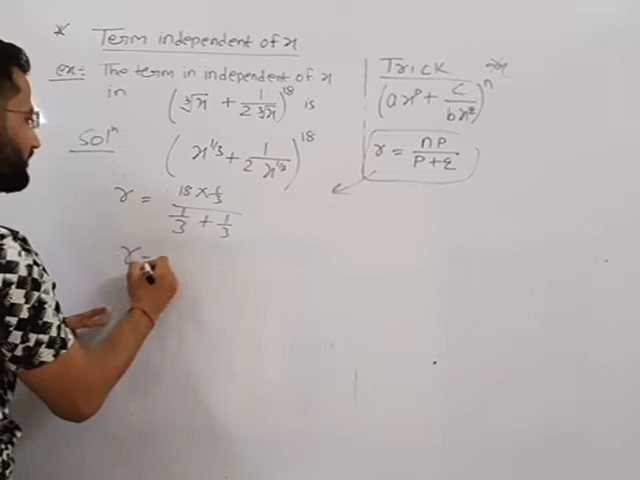 * Term independent of x
ex:- The term in independent of x
in (∛x + 1/(2∛x))^18 is
Solⁿ
(x^(1/3) + 1/(2 x^(1/3)))^18
r = (18 × 1/3)/(1/3 + 1/3)
r =
TRICK
(ax^p + c/(bx^q))^n
r = np/(p+q)